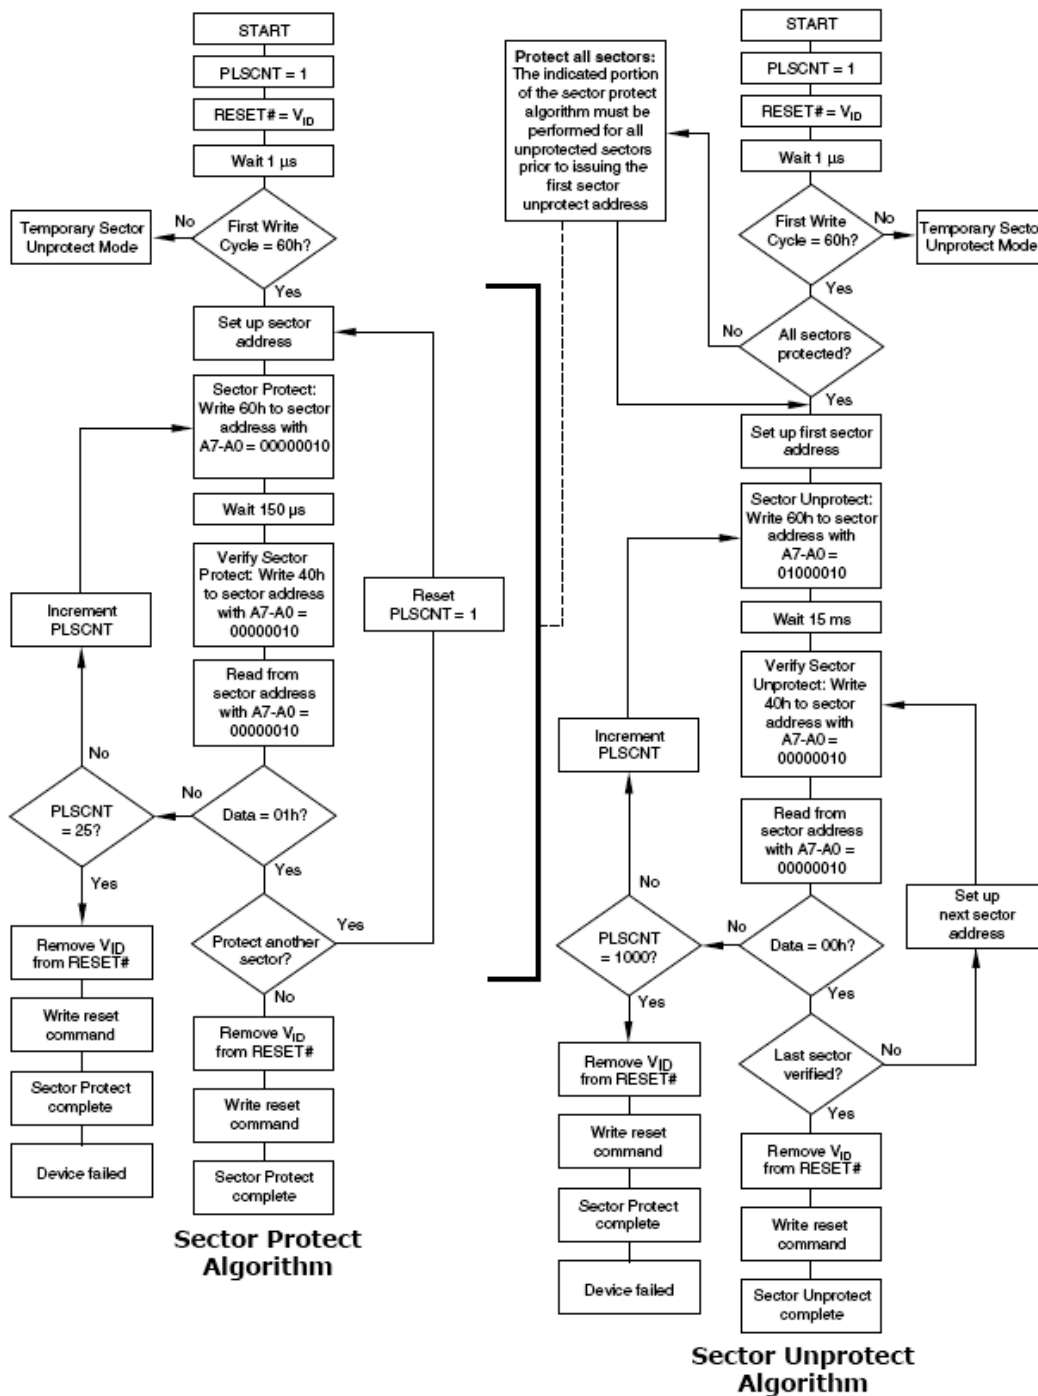 START
PLSCNT = 1
RESET# = VID
Wait 1 µs
First Write
Cycle = 60h?
No
Temporary Sector
Unprotect Mode
Yes
Set up sector
address
Sector Protect:
Write 60h to sector
address with
A7-A0 = 00000010
Wait 150 µs
Verify Sector
Protect: Write 40h
to sector address
with A7-A0 =
00000010
Increment
PLSCNT
Reset
PLSCNT = 1
Read from
sector address
with A7-A0 =
00000010
No
No
PLSCNT
= 25?
Data = 01h?
Yes
Yes
Yes
Protect another
sector?
Remove VID
from RESET#
No
Write reset
command
Remove VID
from RESET#
Sector Protect
complete
Write reset
command
Device failed
Sector Protect
complete
Sector Protect
Algorithm
START
Protect all sectors:
The indicated portion
of the sector protect
algorithm must be
performed for all
unprotected sectors
prior to issuing the
first sector
unprotect address
PLSCNT = 1
RESET# = VID
Wait 1 µs
First Write
Cycle = 60h?
No
Temporary Sector
Unprotect Mode
Yes
No
All sectors
protected?
Yes
Set up first sector
address
Sector Unprotect:
Write 60h to sector
address with
A7-A0 =
01000010
Wait 15 ms
Verify Sector
Unprotect: Write
40h to sector
address with
A7-A0 =
00000010
Increment
PLSCNT
Read from
sector address
with A7-A0 =
00000010
No
Set up
next sector
address
No
PLSCNT
= 1000?
Data = 00h?
Yes
Yes
No
Last sector
verified?
Remove VID
from RESET#
Yes
Write reset
command
Remove VID
from RESET#
Sector Protect
complete
Write reset
command
Device failed
Sector Unprotect
complete
Sector Unprotect
Algorithm